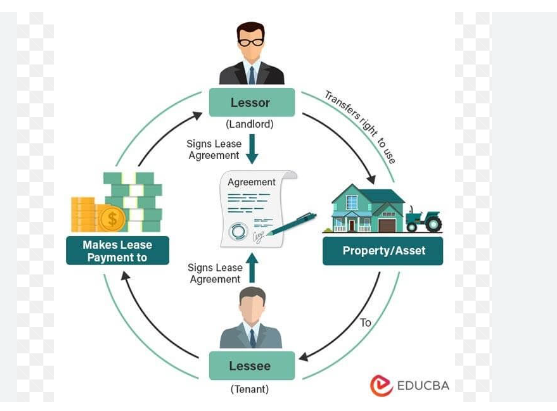 Lessor
(Landlord)
Transfers right to use
Signs Lease
Agreement
Agreement
$
Makes Lease
Payment to
Property/Asset
Signs Lease
Agreement
To
Lessee
(Tenant)
EDUCBA